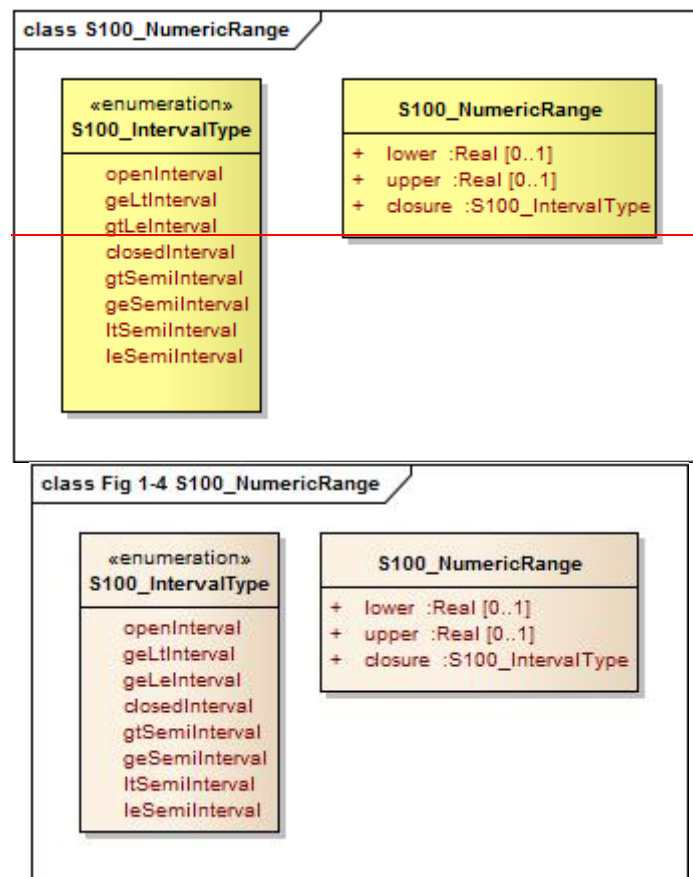 class S100_NumericRange
«enumeration»
S100_IntervalType
openInterval
geLtInterval
gtLeInterval
closedInterval
gtSemiInterval
geSemiInterval
ltSemiInterval
leSemiInterval
S100_NumericRange
+ lower :Real [0..1]
+ upper :Real [0..1]
+ closure :S100_IntervalType
class Fig 1-4 S100_NumericRange
«enumeration»
S100_IntervalType
openInterval
geLtInterval
geLeInterval
closedInterval
gtSemiInterval
geSemiInterval
ltSemiInterval
leSemiInterval
S100_NumericRange
+ lower :Real [0..1]
+ upper :Real [0..1]
+ closure :S100_IntervalType